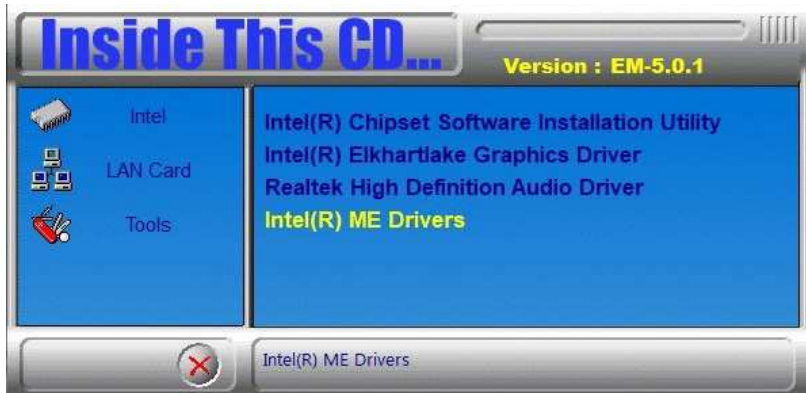 Inside This CD...
Version : EM-5.0.1
Intel
LAN Card
Tools
Intel(R) Chipset Software Installation Utility
Intel(R) Elkhartlake Graphics Driver
Realtek High Definition Audio Driver
Intel(R) ME Drivers
Intel(R) ME Drivers